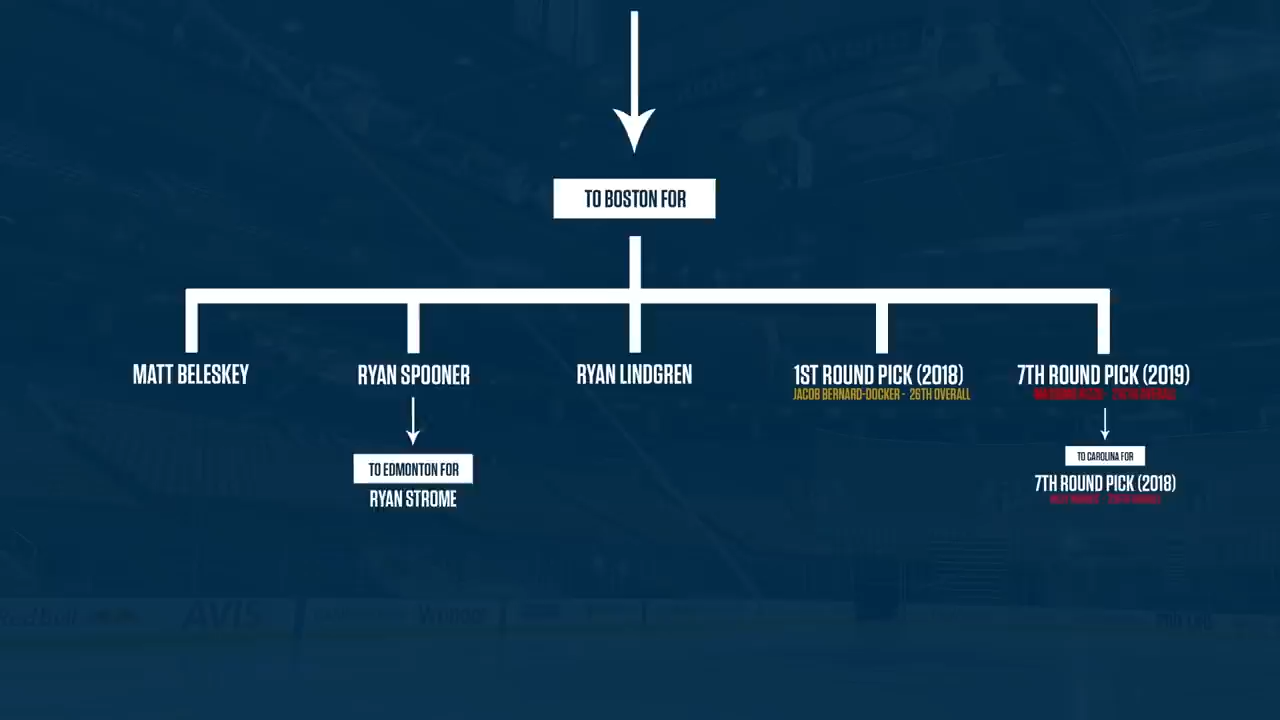 TO BOSTON FOR
MATT BELESKEY
RYAN SPOONER
RYAN LINDGREN
1ST ROUND PICK (2018)
7TH ROUND PICK (2019)
JACOB BERNARD-DOCKER - 26TH OVERALL
TO CAROLINA FOR
TO EDMONTON FOR
7TH ROUND PICK (2018)
RYAN STROME
AVIS